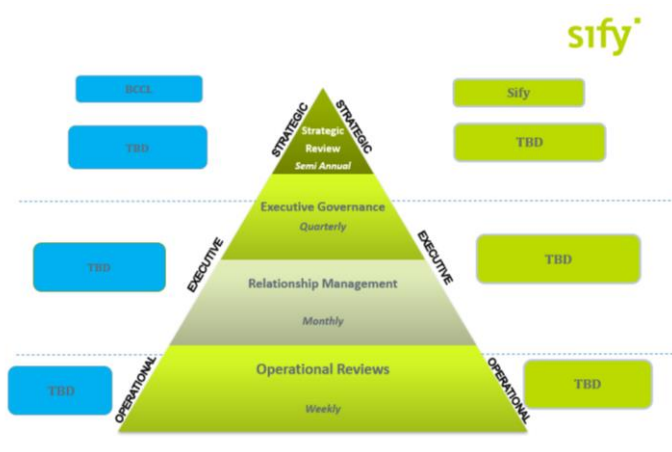 sify
BCCL
Sify
TBD
TBD
STRATEGIC
STRATEGIC
Strategic
Review
Semi Annual
Executive Governance
Quarterly
TBD
TBD
EXECUTIVE
EXECUTIVE
Relationship Management
Monthly
TBD
TBD
OPERATIONAL
OPERATIONAL
Operational Reviews
Weekly